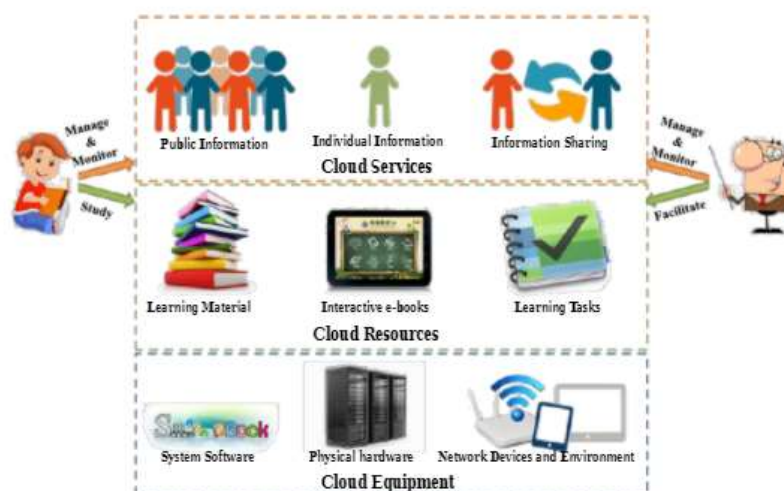 Public Information
Individual Information
Information Sharing
Cloud Services
Manage
&
Monitor
Study
Manage
&
Monitor
Facilitate
Learning Material
Interactive e-books
Learning Tasks
Cloud Resources
System Software
Physical hardware
Network Devices and Environment
Cloud Equipment